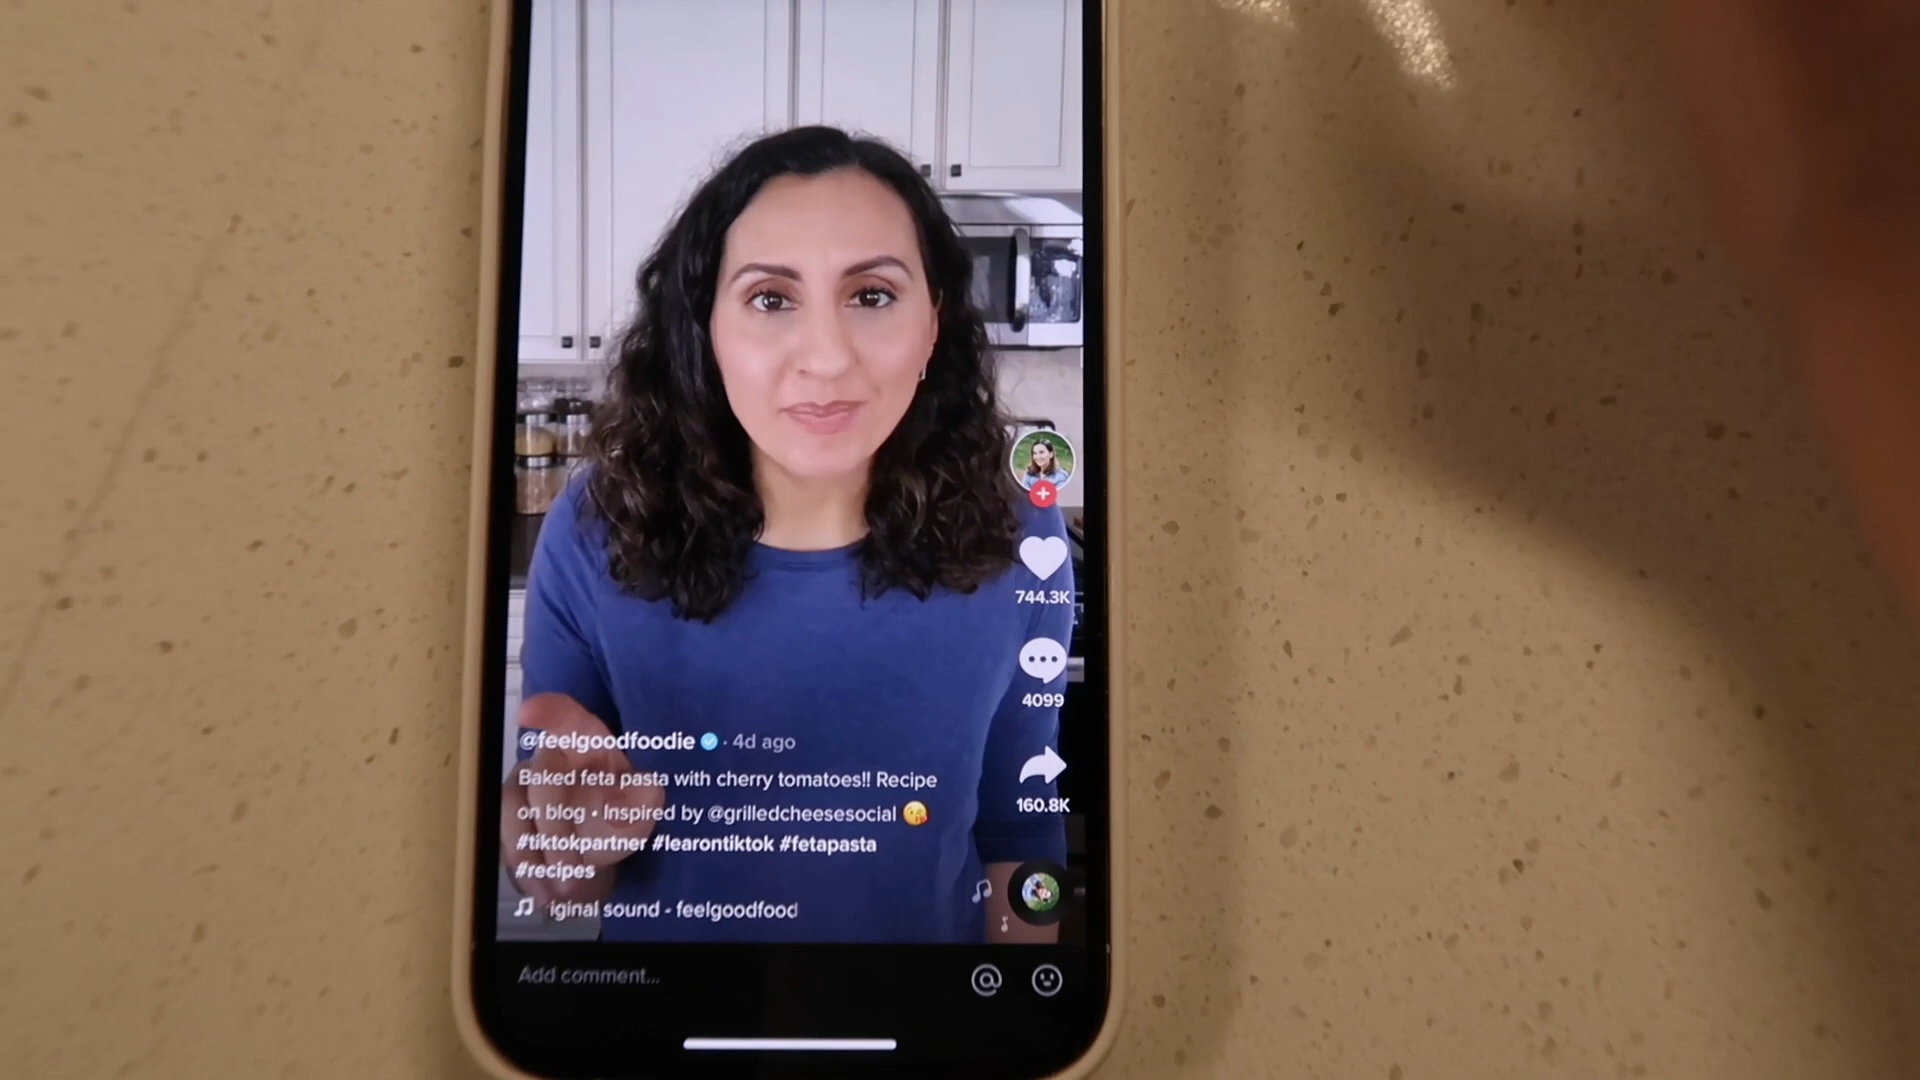 744.3K
4099
@feelgoodfoodie · 4d ago
160.8K
Baked feta pasta with cherry tomatoes!! Recipe
on blog • Inspired by @grilledcheesesocial 😘
#tiktokpartner #learontiktok #fetapasta
#recipes
iginal sound - feelgoodfood
Add comment...